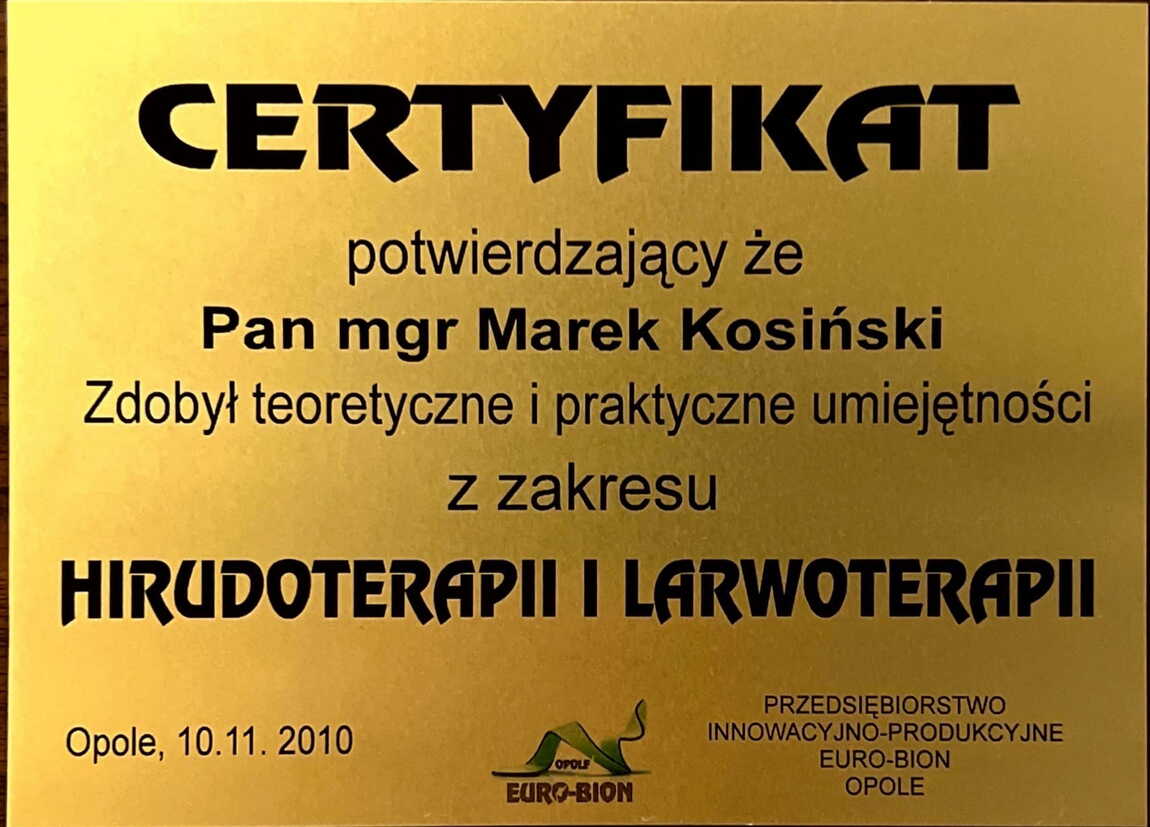 CERTYFIKAT
potwierdzający że
Pan mgr Marek Kosiński
Zdobył teoretyczne i praktyczne umiejętności
z zakresu
HIRUDOTERAPII I LARWOTERAPII
Opole, 10.11. 2010
OPOLE
EURO-BION
PRZEDSIĘBIORSTWO
INNOWACYJNO-PRODUKCYJNE
EURO-BION
OPOLE